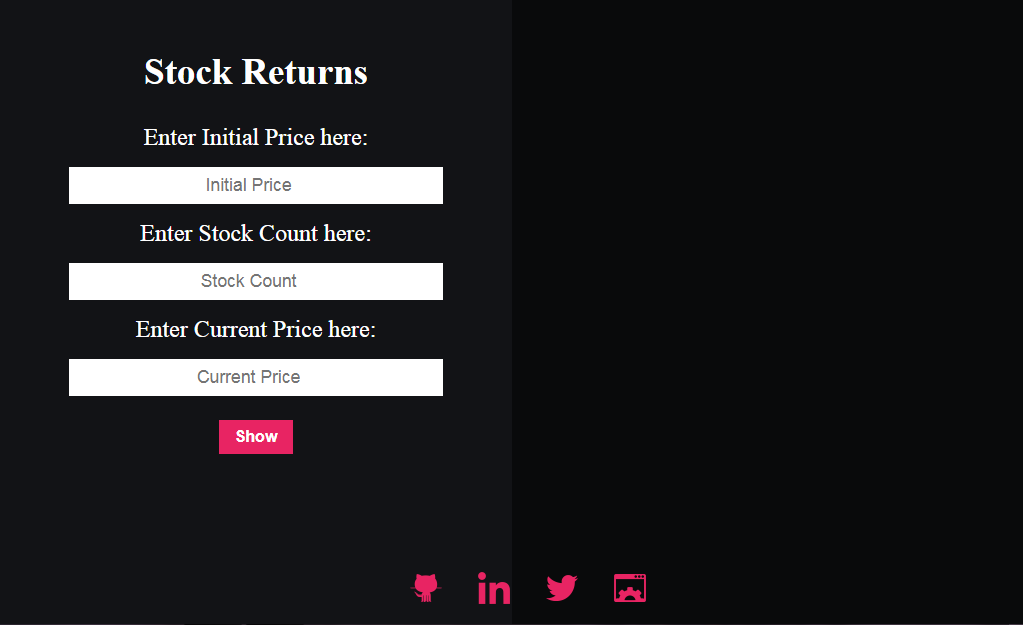 Stock Returns
Enter Initial Price here:
Initial Price
Enter Stock Count here:
Stock Count
Enter Current Price here:
Current Price
Show
in